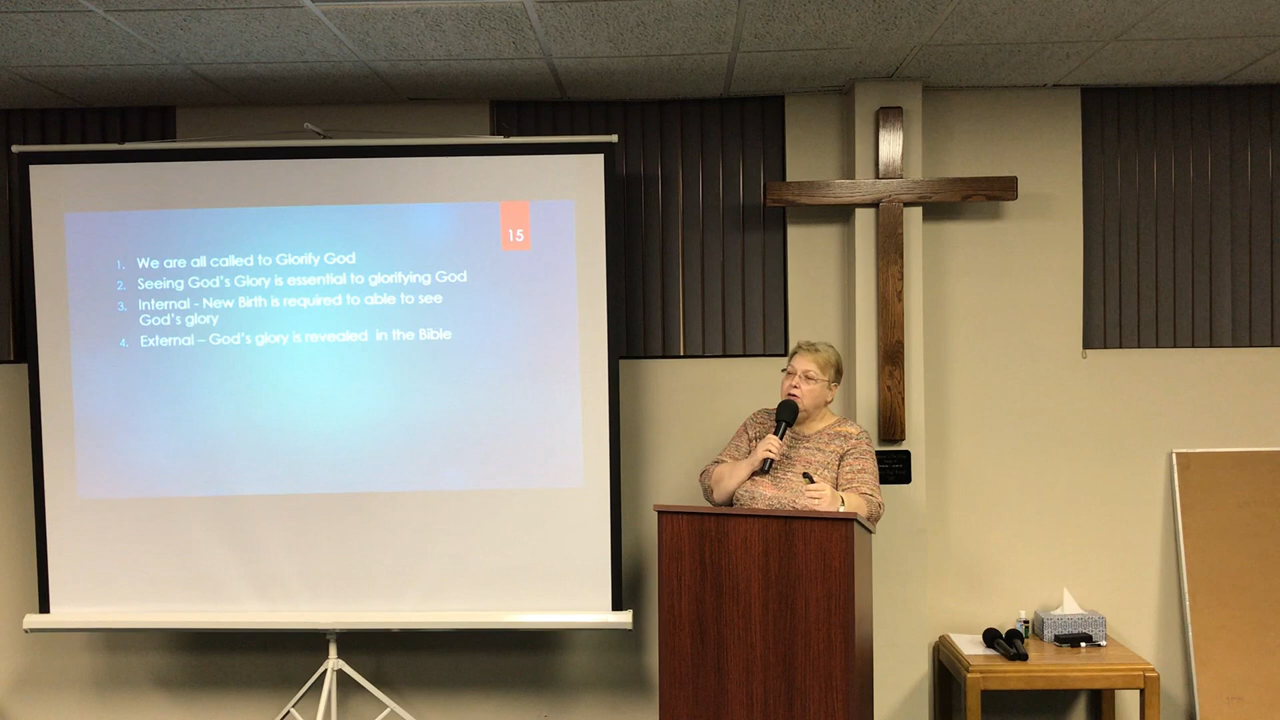 15
1. We are all called to Glorify God
2. Seeing God's Glory is essential to glorifying God
3. Internal - New Birth is required to able to see
God's glory
4. External – God's glory is revealed in the Bible